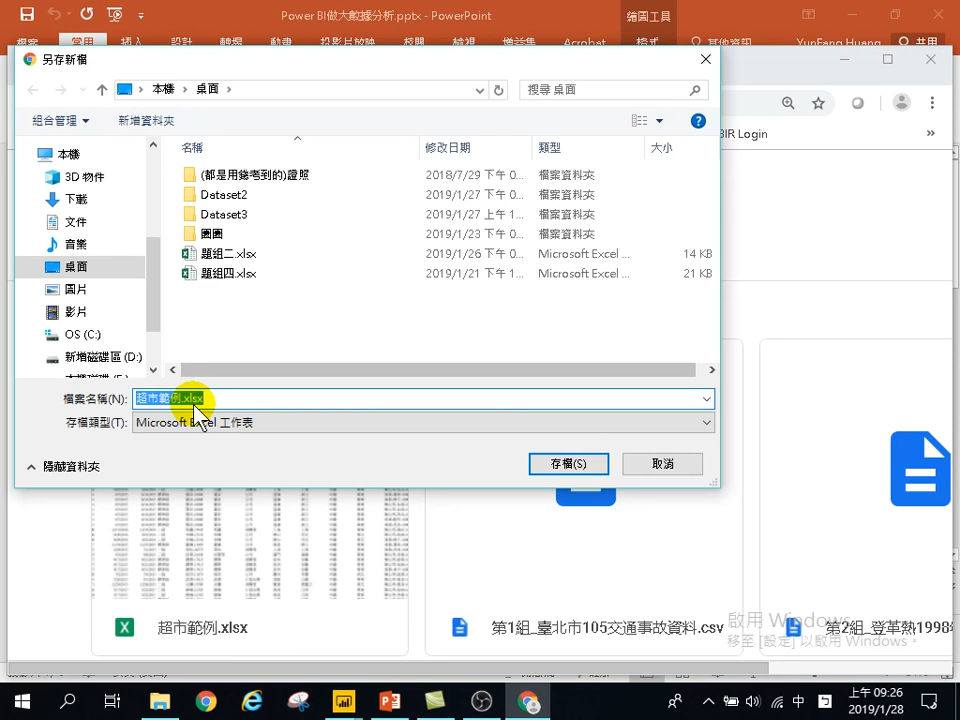 Power BI做大數據分析.pptx - PowerPoint
繪圖工具
檔案 常用 插入 設計 轉場 動畫 投影片放映 校閱 檢視 增益集 Acrobat 格式 其他資訊 YunFang Huang 共用
另存新檔
本機 › 桌面 ›
搜尋 桌面
組合管理 新增資料夾
IR Login
名稱 修改日期 類型 大小
本機
3D 物件
下載
文件
音樂
桌面
圖片
影片
OS (C:)
新增磁碟區 (D:)
(都是用錢考到的)證照 2018/7/29 下午 0... 檔案資料夾
Dataset2 2019/1/27 下午 0... 檔案資料夾
Dataset3 2019/1/27 上午 1... 檔案資料夾
圈圈 2019/1/23 下午 0... 檔案資料夾
題組二.xlsx 2019/1/26 下午 0... Microsoft Excel ... 14 KB
題組四.xlsx 2019/1/21 下午 1... Microsoft Excel ... 21 KB
檔案名稱(N): 超市範例.xlsx
存檔類型(T): Microsoft Excel 工作表
隱藏資料夾
存檔(S) 取消
超市範例.xlsx
第1組_臺北市105交通事故資料.csv
第2組_登革熱1998
啟用 Windows
移至 [設定] 以啟用 Windows。
中
上午 09:26
2019/1/28